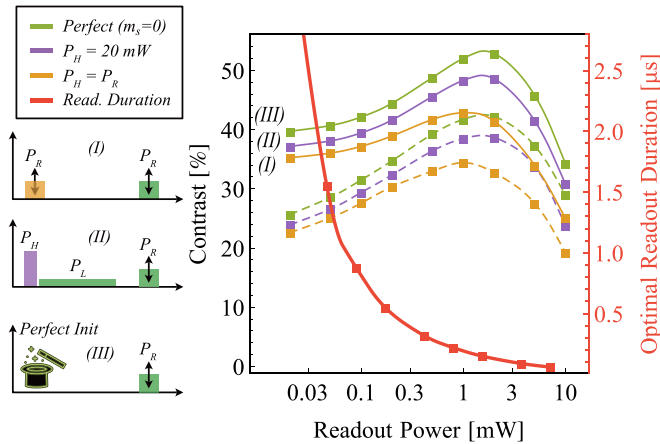 Perfect (m_s=0)
P_H = 20 mW
P_H = P_R
Read. Duration
P_R (I) P_R
P_H P_L (II) P_R
Perfect Init
(III) P_R
Contrast [%]
50
40
30
20
10
0
(III)
(II)
(I)
2.5
2.0
1.5
1.0
0.5
Optimal Readout Duration [μs]
0.03 0.1 0.3 1 3 10
Readout Power [mW]